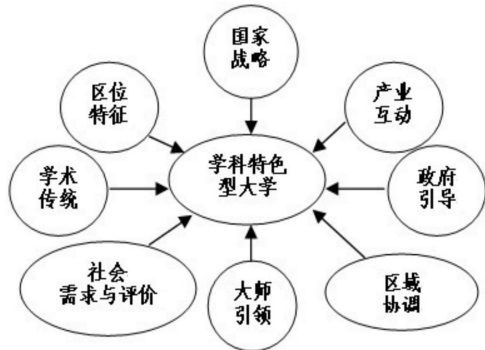 国家
战略
区位
特征
产业
互动
学科特色
型大学
学术
传统
政府
引导
社会
需求与评价
大师
引领
区域
协调